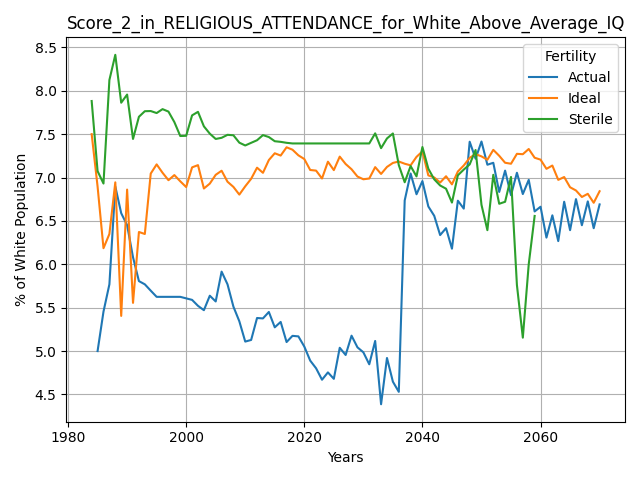 Score_2_in_RELIGIOUS_ATTENDANCE_for_White_Above_Average_IQ
8.5
8.0
7.5
7.0
6.5
6.0
5.5
5.0
4.5
% of White Population
Fertility
Actual
Ideal
Sterile
1980
2000
2020
2040
2060
Years